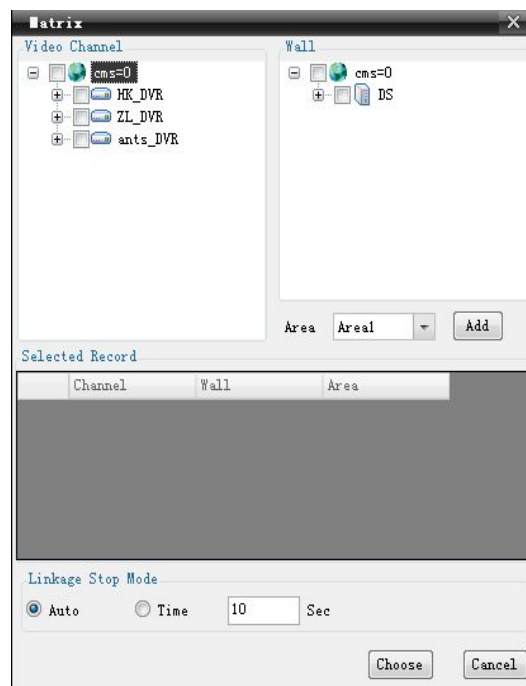 Matrix
Video Channel
Wall
cms=0
HK_DVR
ZL_DVR
ants_DVR
cms=0
DS
Area Area1 Add
Selected Record
Channel Wall Area
Linkage Stop Mode
Auto Time 10 Sec
Choose Cancel